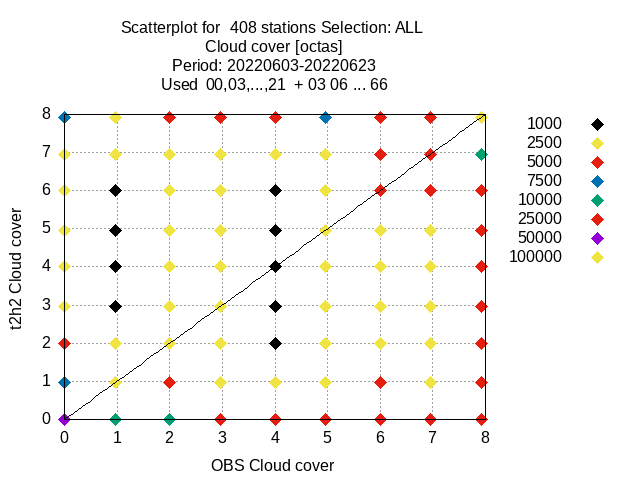 Scatterplot for  408 stations Selection: ALL
Cloud cover [octas]
Period: 20220603-20220623
Used  00,03,...,21  + 03 06 ... 66
8
7
6
5
4
3
2
1
0
t2h2 Cloud cover
0 1 2 3 4 5 6 7 8
OBS Cloud cover
1000
2500
5000
7500
10000
25000
50000
100000